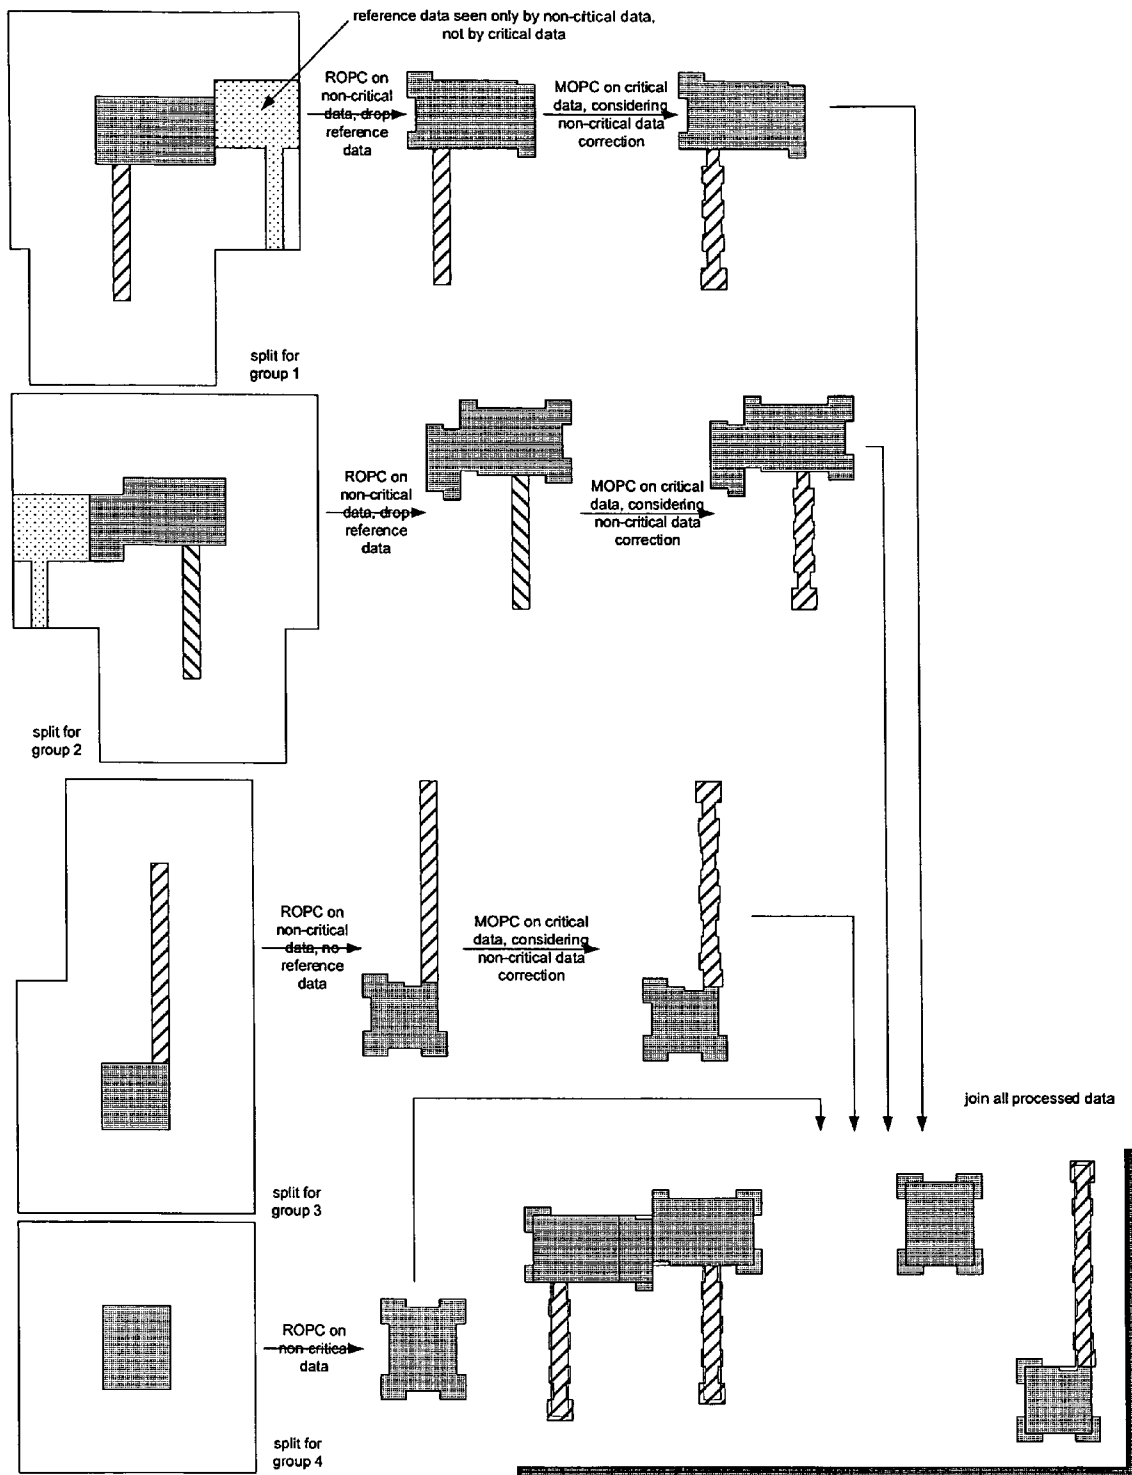 reference data seen only by non-critical data,
not by critical data
ROPC on
non-critical
data, drop
reference
data
MOPC on critical
data, considering
non-critical data
correction
split for
group 1
ROPC on
non-critical
data, drop
reference
data
MOPC on critical
data, considering
non-critical data
correction
split for
group 2
ROPC on
non-critical
data, no
reference
data
MOPC on critical
data, considering
non-critical data
correction
split for
group 3
join all processed data
ROPC on
non-critical
data
split for
group 4